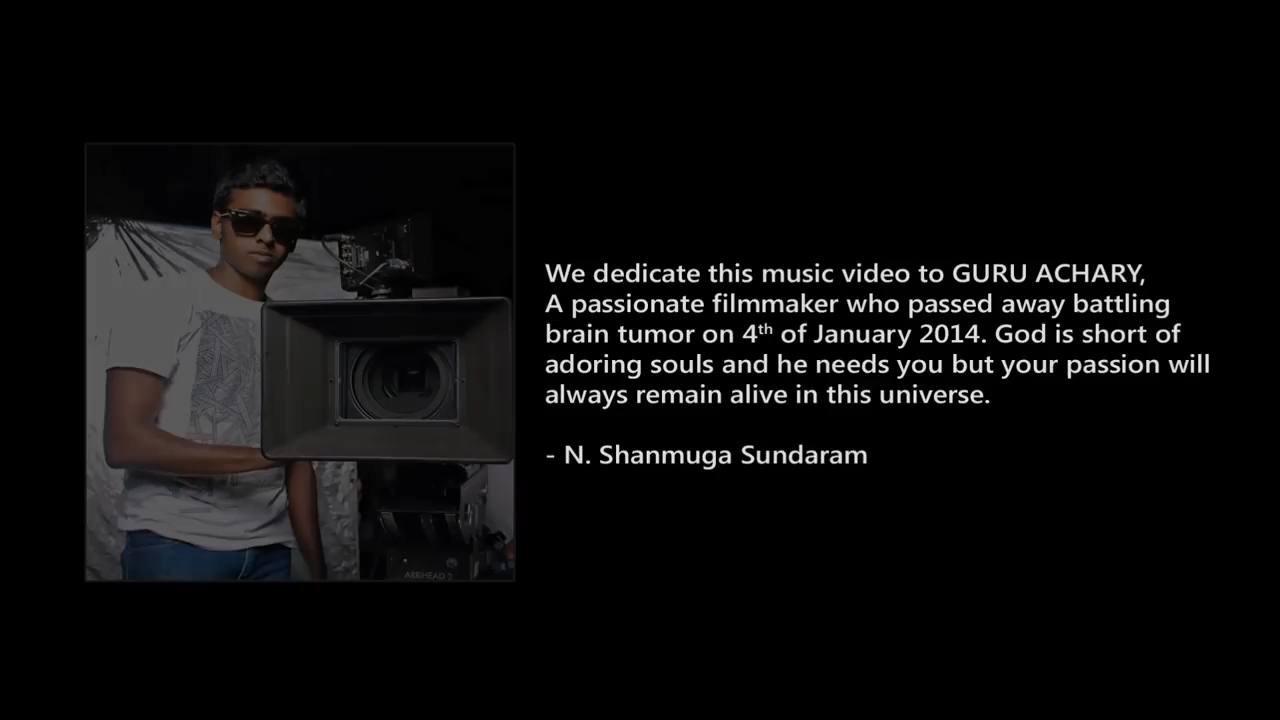 We dedicate this music video to GURU ACHARY,
A passionate filmmaker who passed away battling
brain tumor on 4th of January 2014. God is short of
adoring souls and he needs you but your passion will
always remain alive in this universe.
- N. Shanmuga Sundaram
ARRIHEAD 2